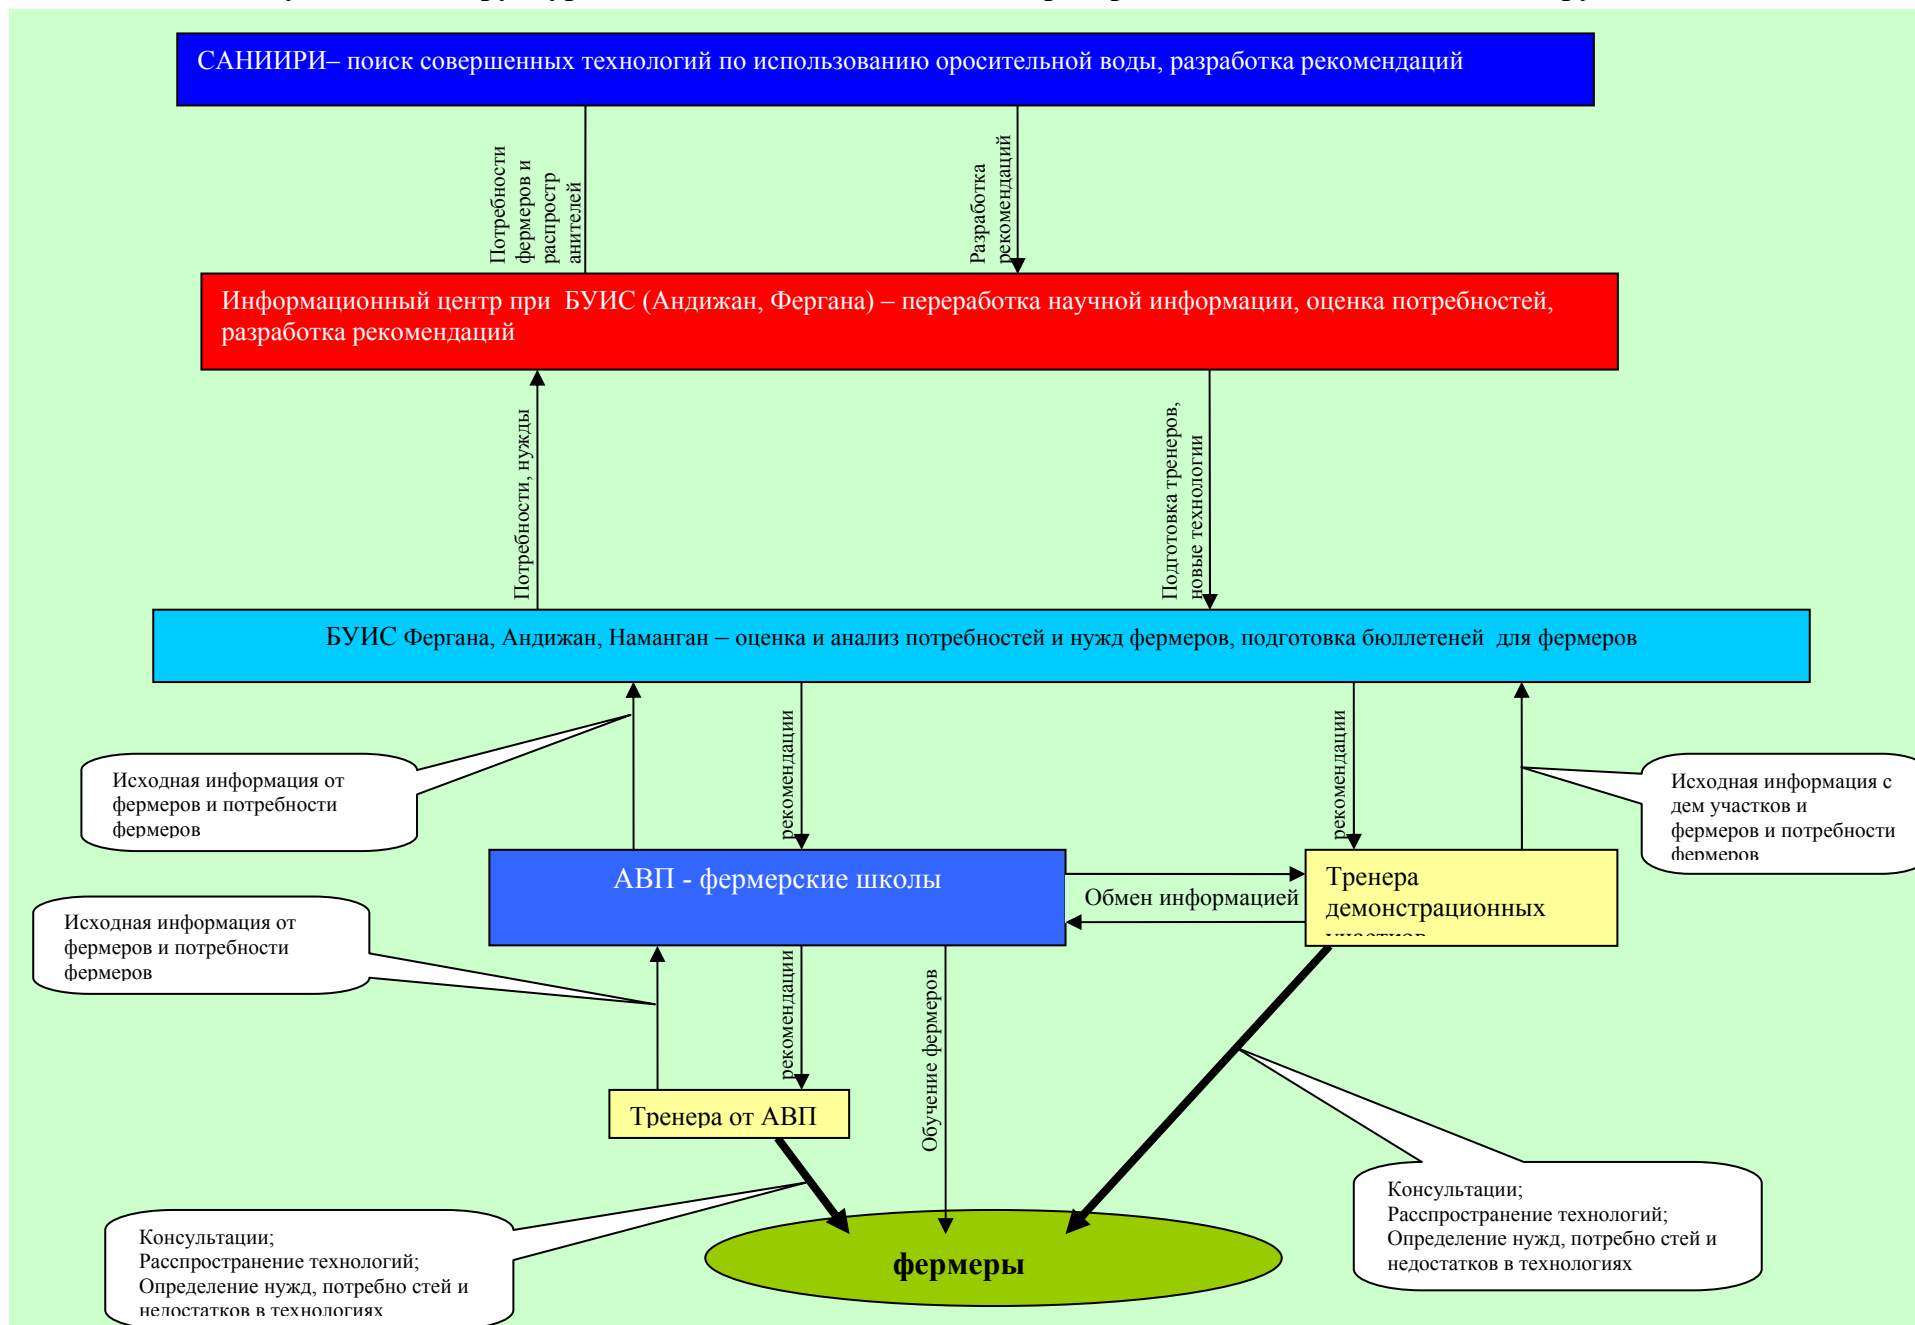 САНИИРИ– поиск совершенных технологий по использованию оросительной воды, разработка рекомендаций
Потребности
фермеров и
распростр
анителей
Разработка
рекомендаций
Информационный центр при БУИС (Андижан, Фергана) – переработка научной информации, оценка потребностей,
разработка рекомендаций
Потребности, нужды
Подготовка тренеров,
новые технологии
БУИС Фергана, Андижан, Наманган – оценка и анализ потребностей и нужд фермеров, подготовка бюллетеней для фермеров
рекомендации
рекомендации
Исходная информация от
фермеров и потребности
фермеров
Исходная информация с
дем участков и
фермеров и потребности
фермеров
АВП - фермерские школы
Обмен информацией
Тренера
демонстрационных
участков
Исходная информация от
фермеров и потребности
фермеров
рекомендации
Обучение фермеров
Тренера от АВП
Консультации;
Расспространение технологий;
Определение нужд, потребно стей и
недостатков в технологиях
Консультации;
Расспространение технологий;
Определение нужд, потребно стей и
недостатков в технологиях
фермеры